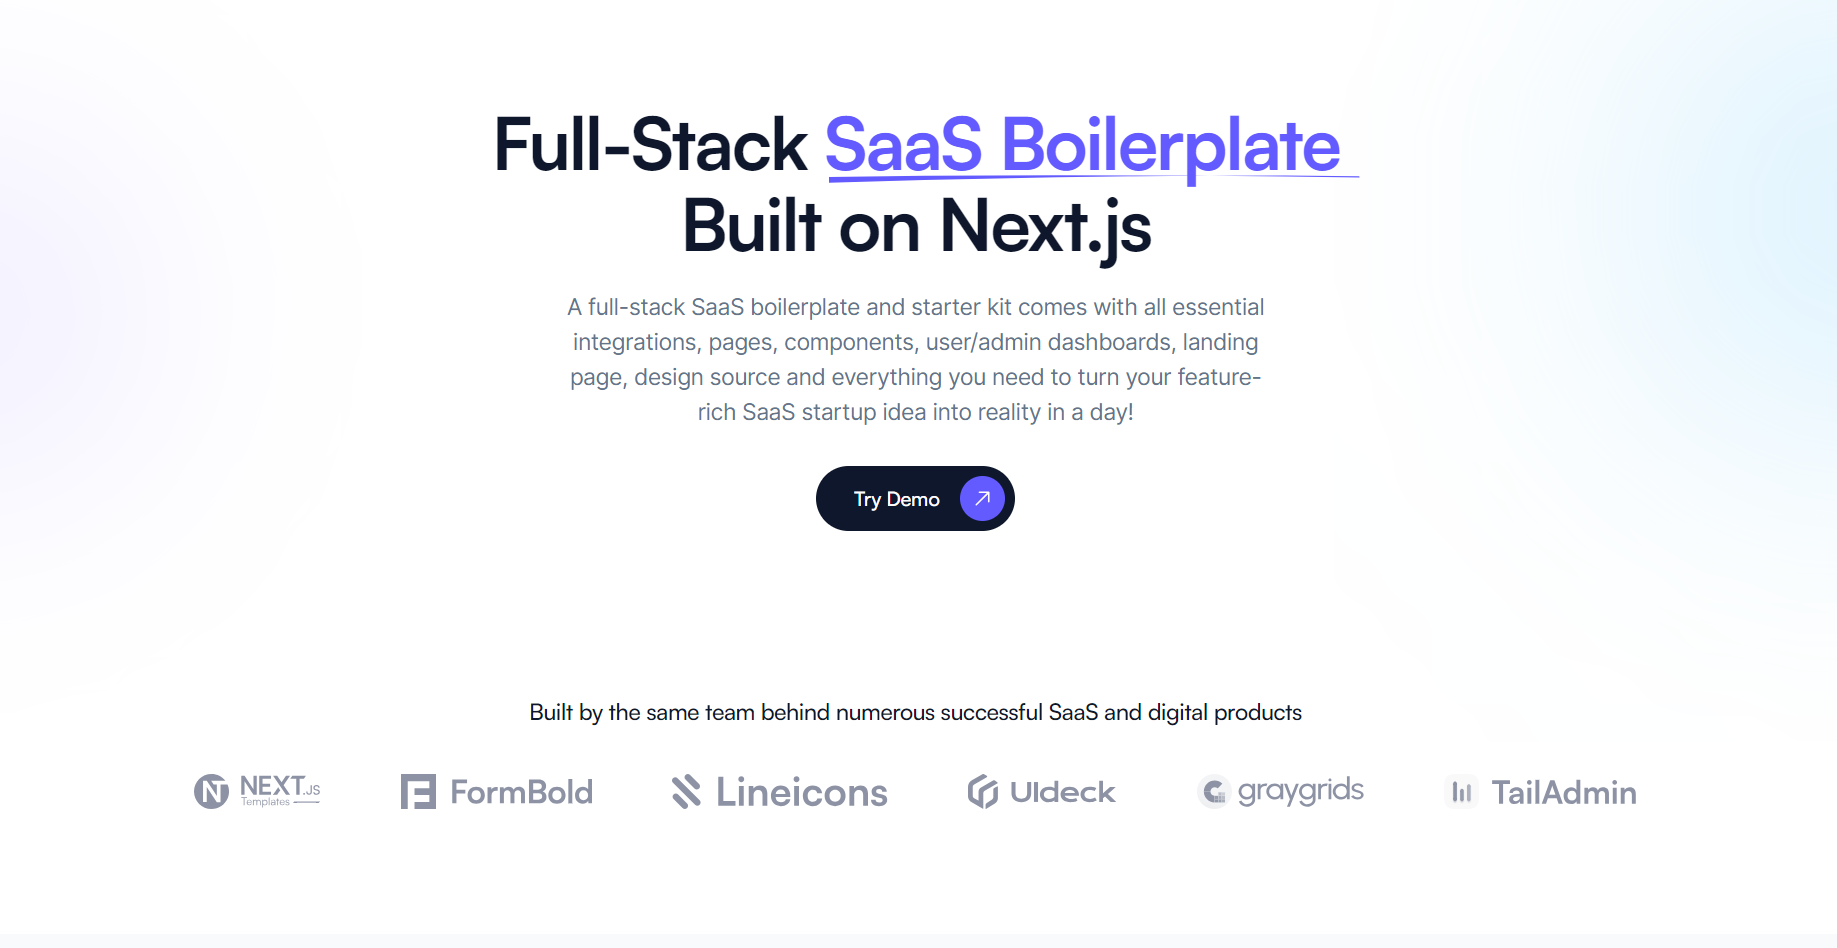 Full-Stack SaaS Boilerplate
Built on Next.js
A full-stack SaaS boilerplate and starter kit comes with all essential
integrations, pages, components, user/admin dashboards, landing
page, design source and everything you need to turn your feature-
rich SaaS startup idea into reality in a day!
Try Demo
Built by the same team behind numerous successful SaaS and digital products
NEXT.JS
Templates
FormBold
Lineicons
UIdeck
graygrids
TailAdmin